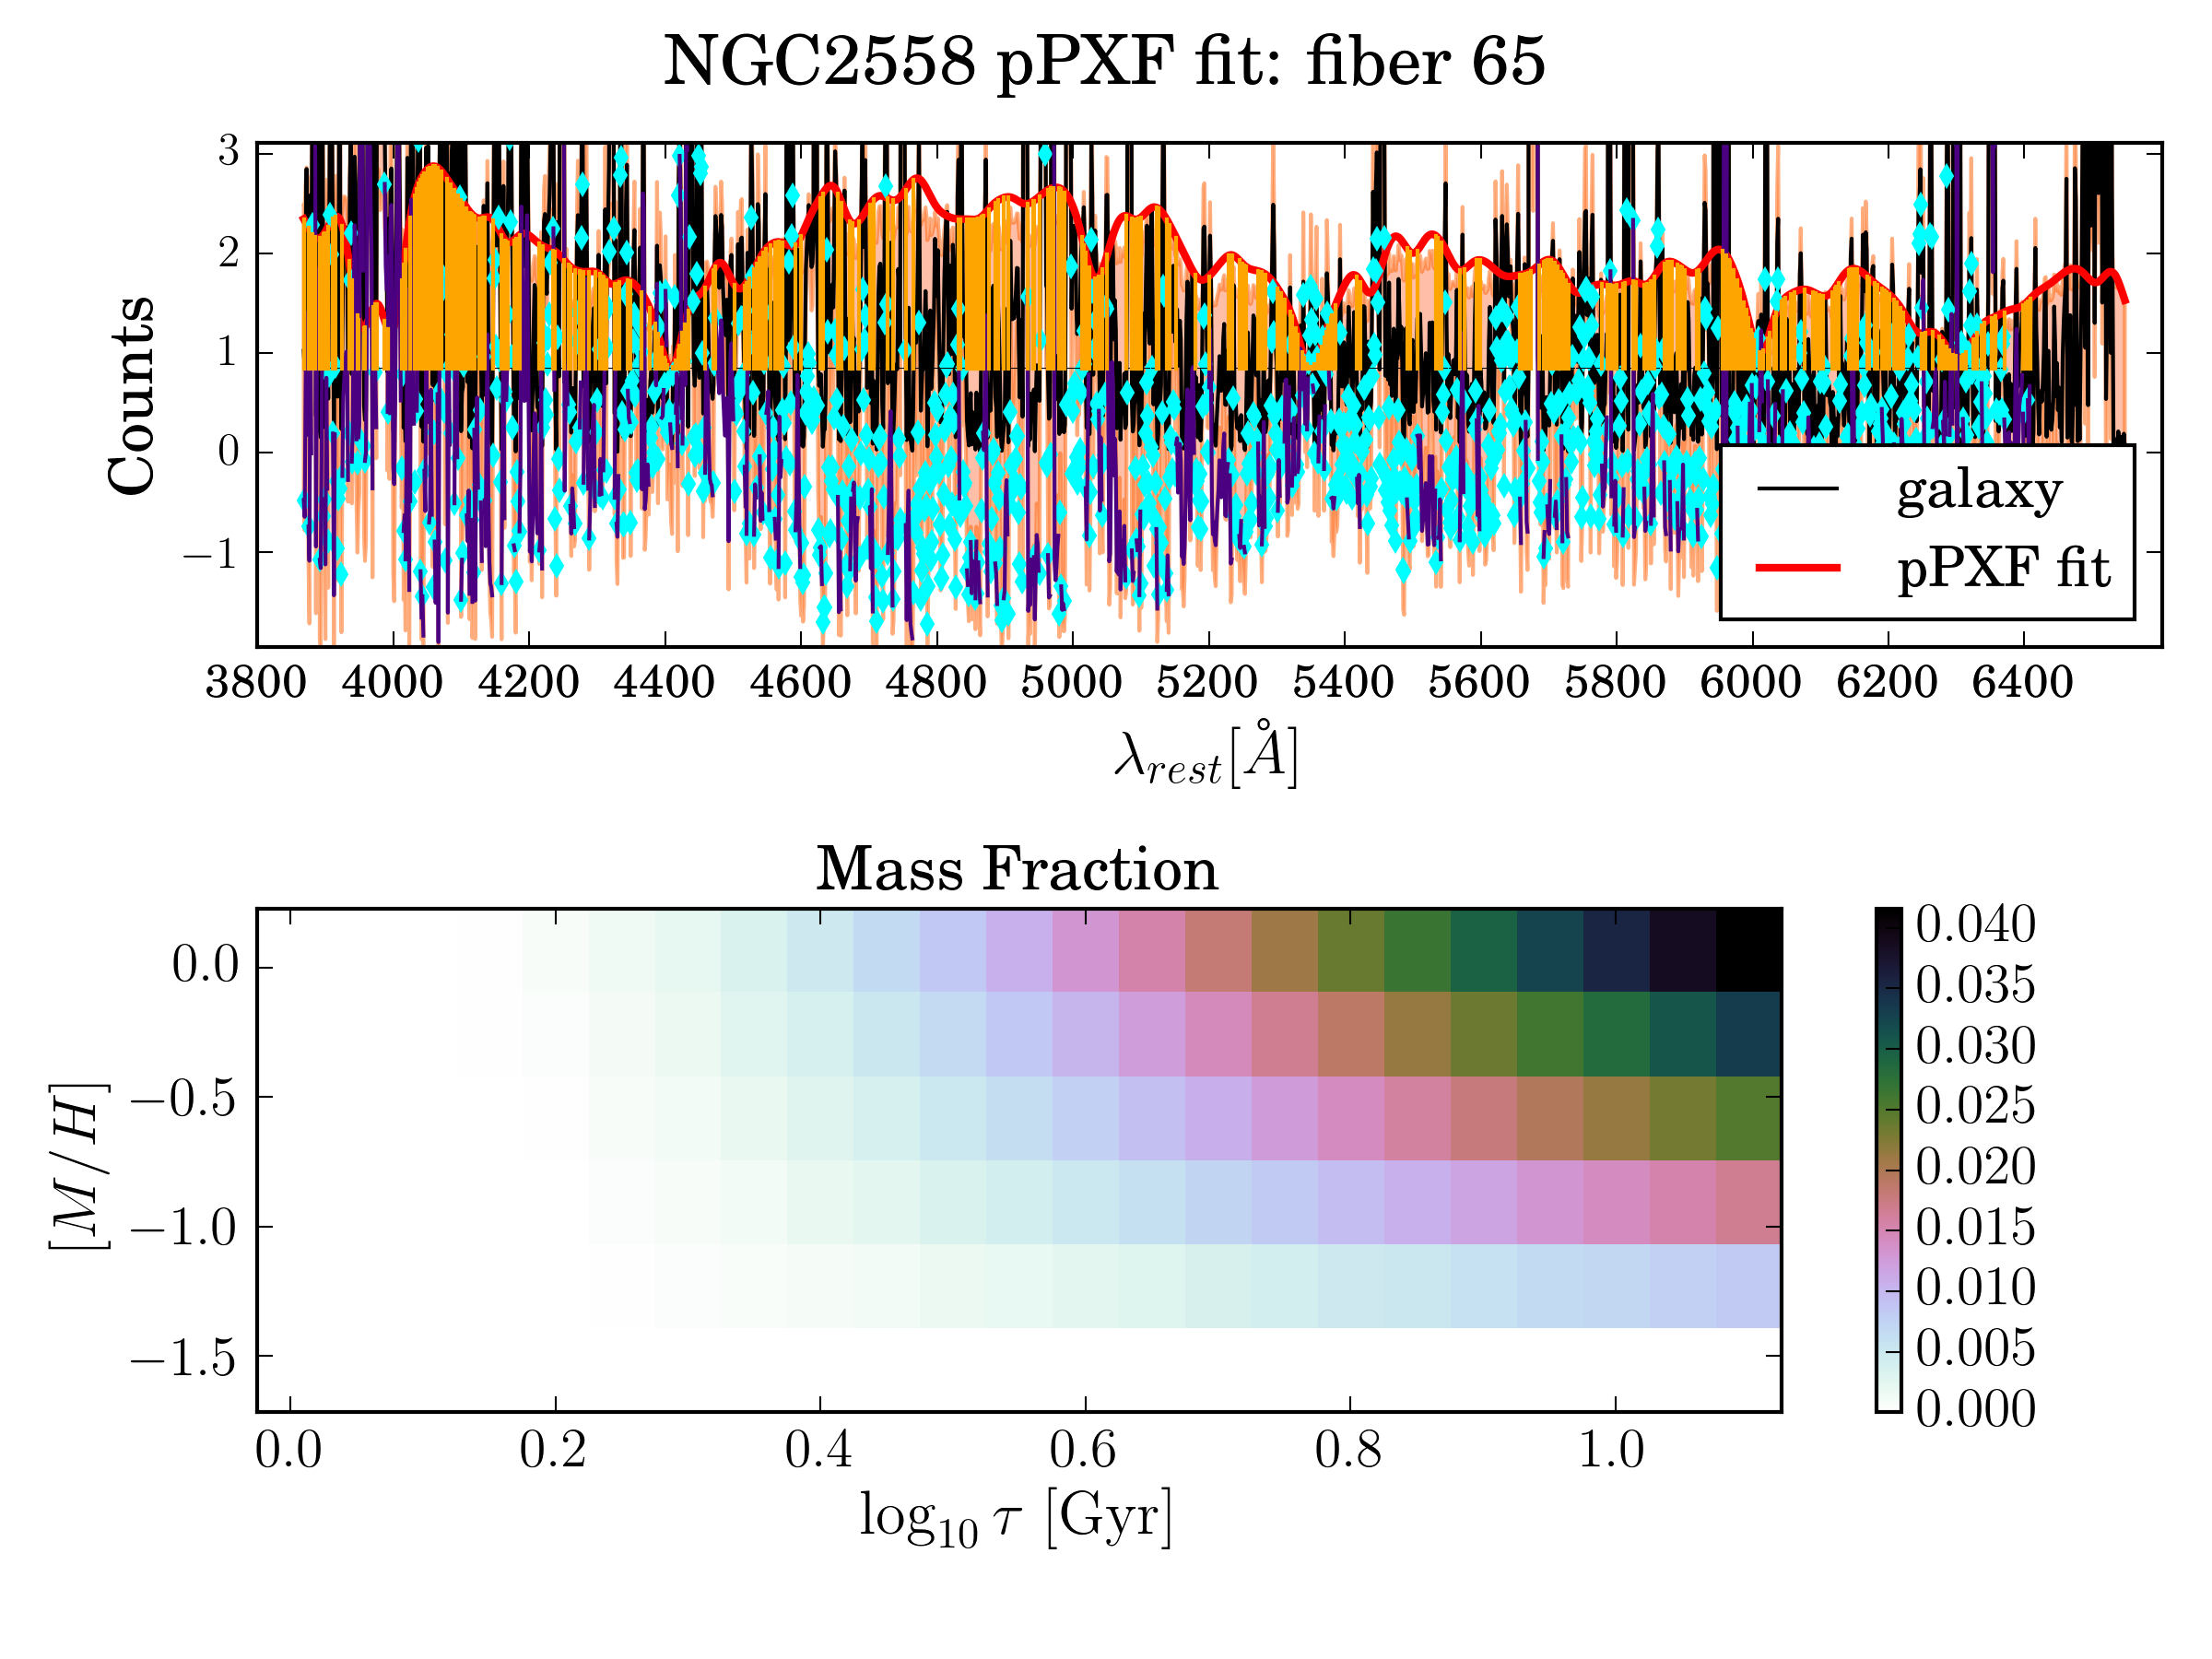 NGC2558 pPXF fit: fiber 65
3
2
1
0
−1
Counts
galaxy
pPXF fit
3800 4000 4200 4400 4600 4800 5000 5200 5400 5600 5800 6000 6200 6400
λ_rest[Å]
Mass Fraction
0.0
−0.5
−1.0
−1.5
[M/H]
0.040
0.035
0.030
0.025
0.020
0.015
0.010
0.005
0.000
0.0 0.2 0.4 0.6 0.8 1.0
log₁₀ τ [Gyr]